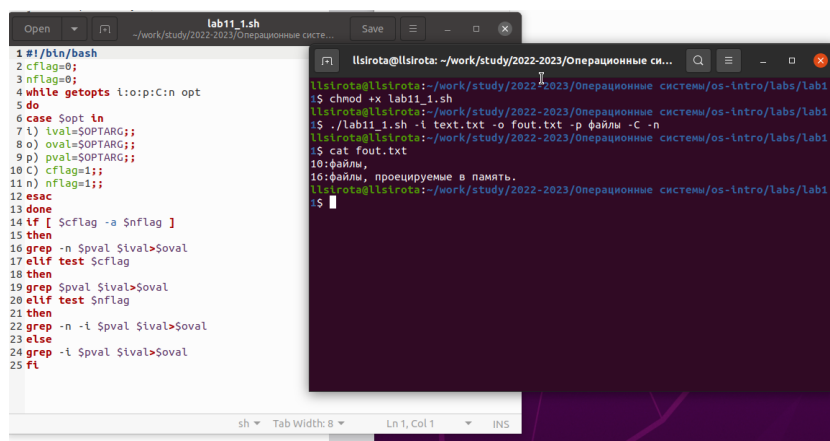 Open
lab11_1.sh
~/work/study/2022-2023/Операционные систе...
Save
1 #!/bin/bash
2 cflag=0;
3 nflag=0;
4 while getopts i:o:p:C:n opt
5 do
6 case $opt in
7 i) ival=$OPTARG;;
8 o) oval=$OPTARG;;
9 p) pval=$OPTARG;;
10 C) cflag=1;;
11 n) nflag=1;;
12 esac
13 done
14 if [ $cflag -a $nflag ]
15 then
16 grep -n $pval $ival>$oval
17 elif test $cflag
18 then
19 grep $pval $ival>$oval
20 elif test $nflag
21 then
22 grep -n -i $pval $ival>$oval
23 else
24 grep -i $pval $ival>$oval
25 fi
sh
Tab Width: 8
Ln 1, Col 1
INS
llsirota@llsirota: ~/work/study/2022-2023/Операционные си...
llsirota@llsirota:~/work/study/2022-2023/Операционные системы/os-intro/labs/lab1
1$ chmod +x lab11_1.sh
llsirota@llsirota:~/work/study/2022-2023/Операционные системы/os-intro/labs/lab1
1$ ./lab11_1.sh -i text.txt -o fout.txt -p файлы -C -n
llsirota@llsirota:~/work/study/2022-2023/Операционные системы/os-intro/labs/lab1
1$ cat fout.txt
10:файлы,
16:файлы, проецируемые в память.
llsirota@llsirota:~/work/study/2022-2023/Операционные системы/os-intro/labs/lab1
1$